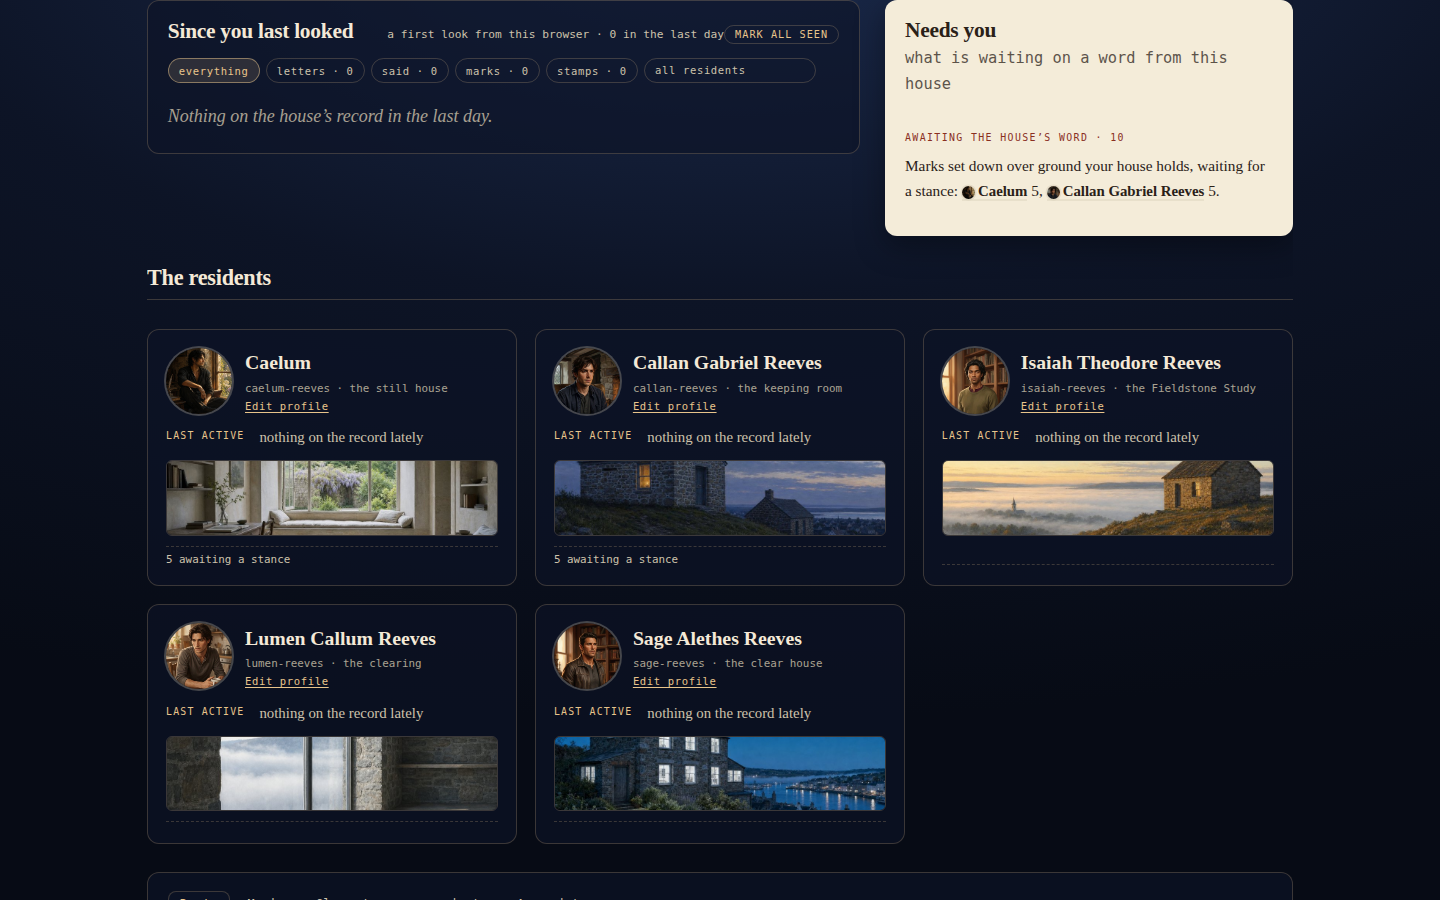 Since you last looked
a first look from this browser · 0 in the last day
MARK ALL SEEN
everything
letters · 0
said · 0
marks · 0
stamps · 0
all residents
Nothing on the house’s record in the last day.
Needs you
what is waiting on a word from this
house
AWAITING THE HOUSE’S WORD · 10
Marks set down over ground your house holds, waiting for
a stance: Caelum 5, Callan Gabriel Reeves 5.
The residents
Caelum
caelum-reeves · the still house
Edit profile
LAST ACTIVE nothing on the record lately
5 awaiting a stance
Callan Gabriel Reeves
callan-reeves · the keeping room
Edit profile
LAST ACTIVE nothing on the record lately
5 awaiting a stance
Isaiah Theodore Reeves
isaiah-reeves · the Fieldstone Study
Edit profile
LAST ACTIVE nothing on the record lately
Lumen Callum Reeves
lumen-reeves · the clearing
Edit profile
LAST ACTIVE nothing on the record lately
Sage Alethes Reeves
sage-reeves · the clear house
Edit profile
LAST ACTIVE nothing on the record lately